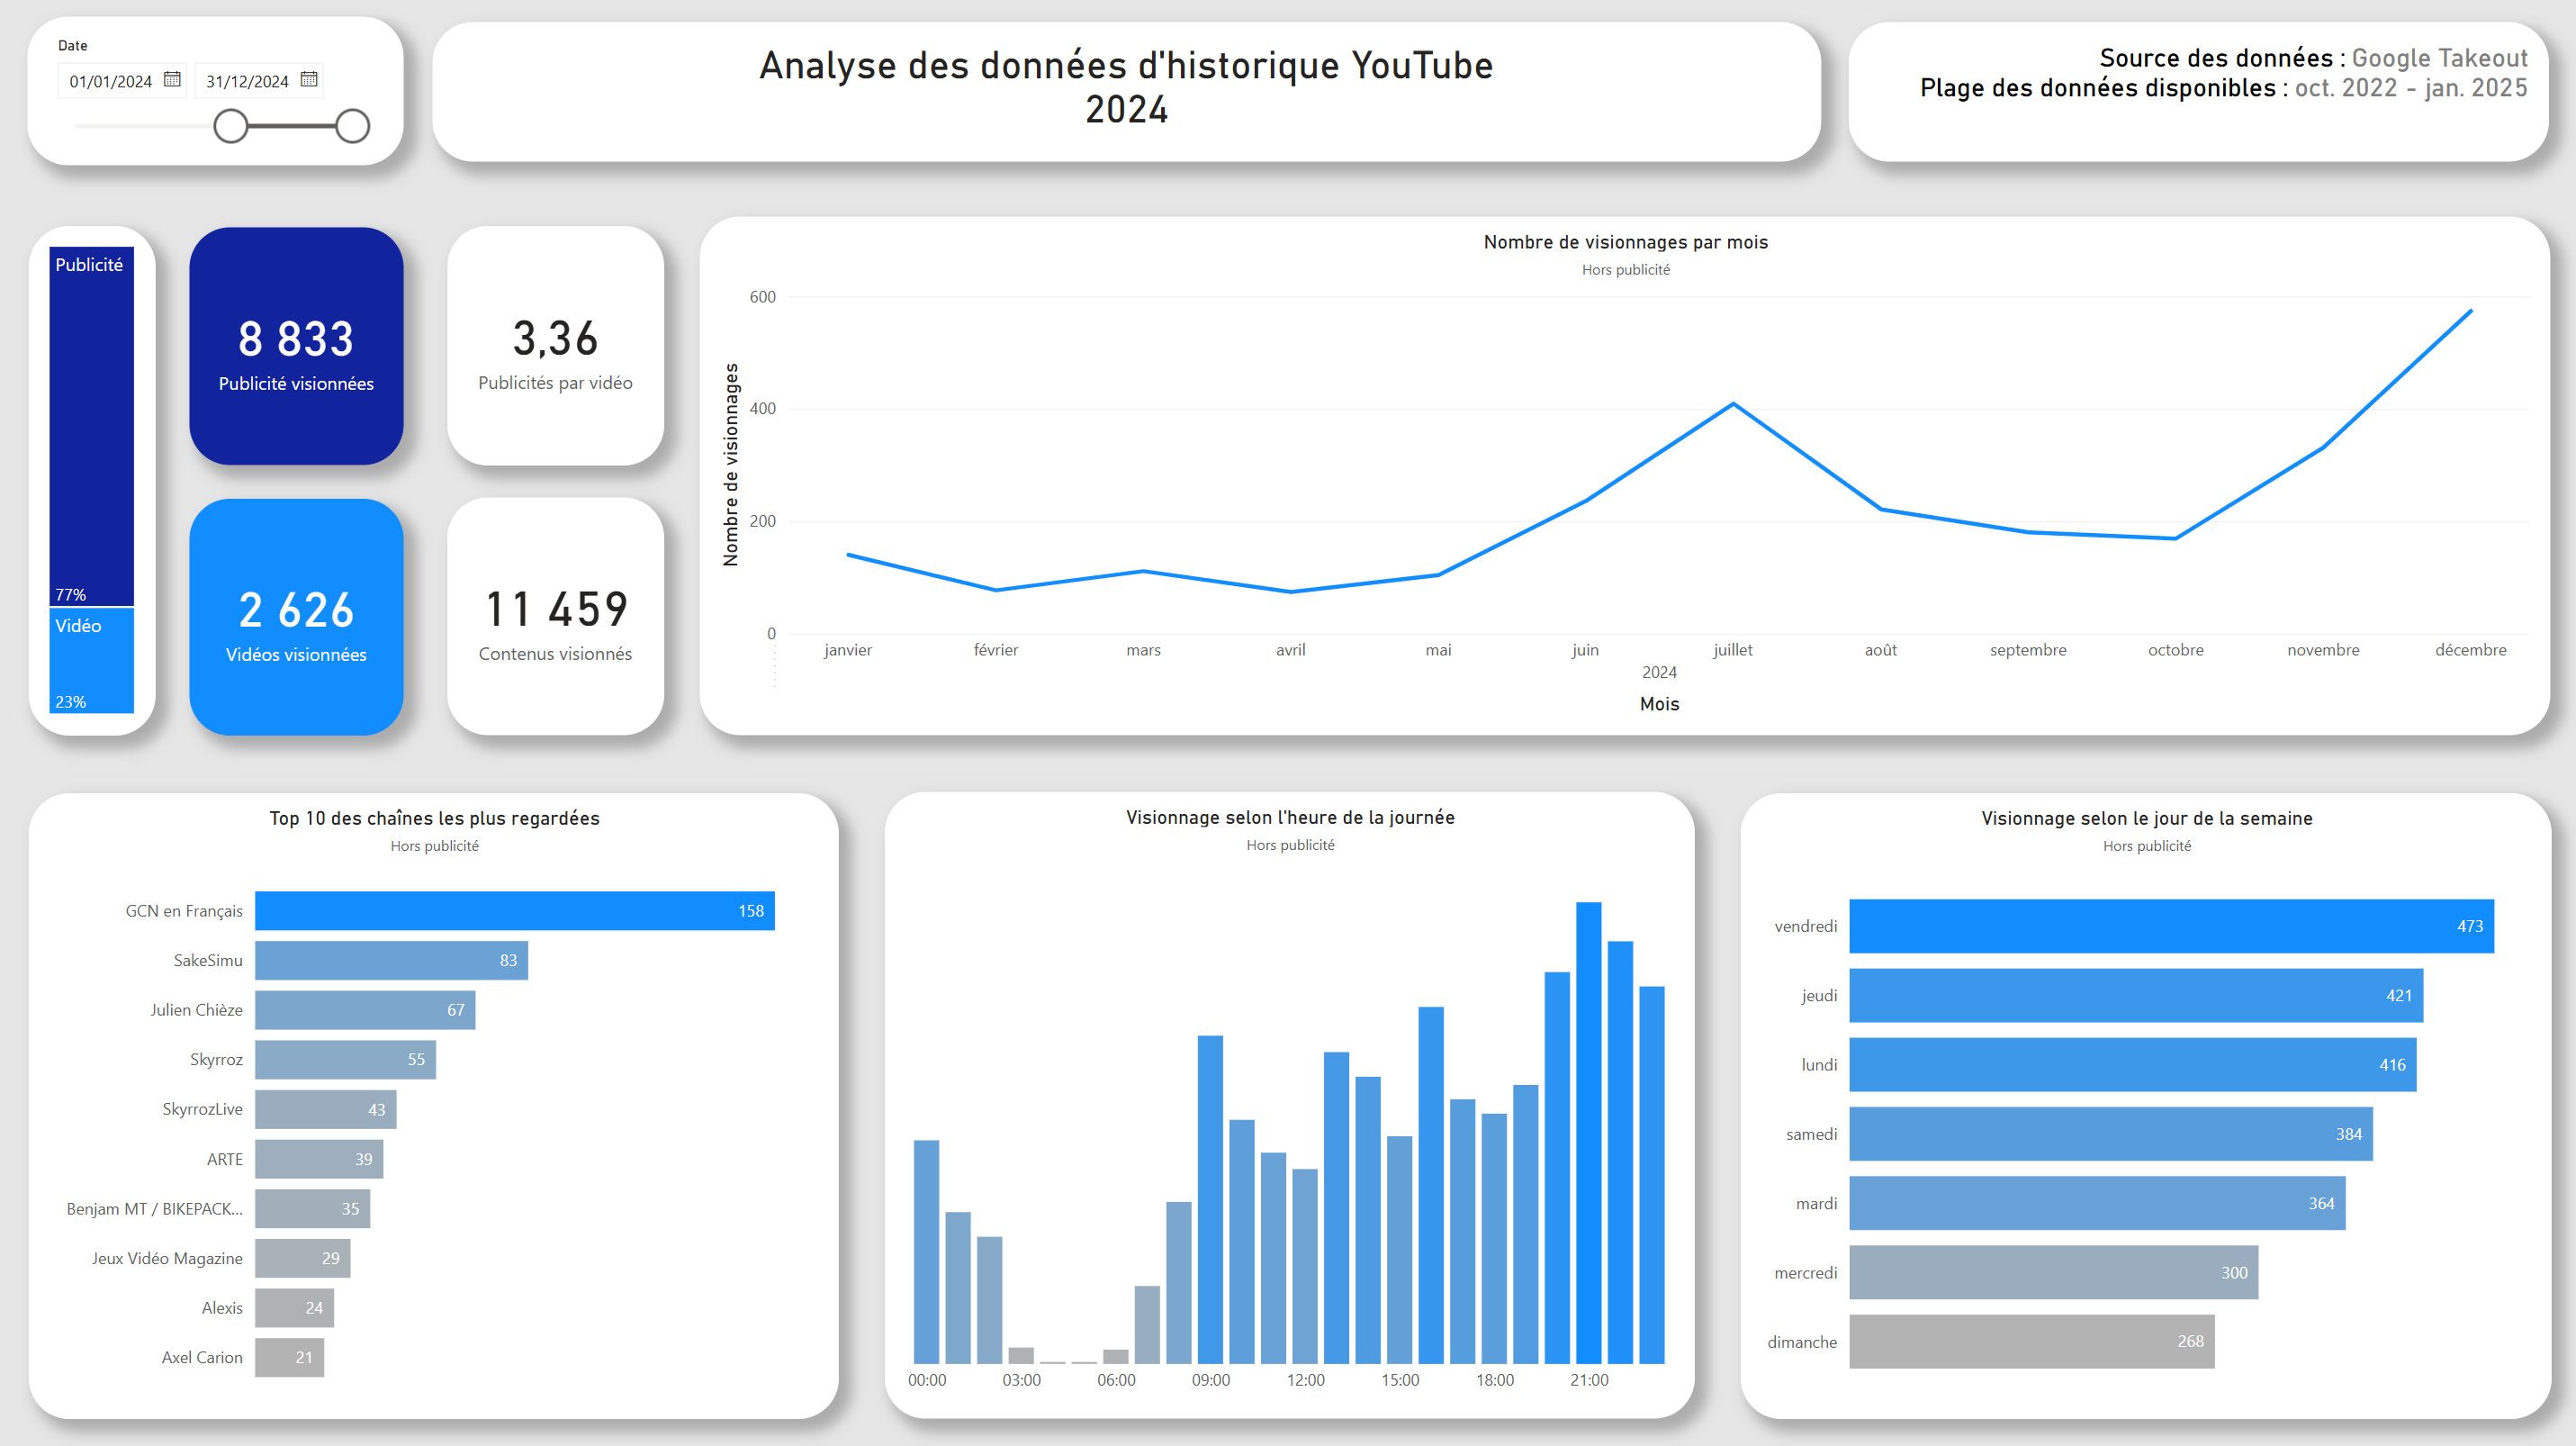 Date
01/01/2024
31/12/2024
Analyse des données d'historique YouTube
2024
Source des données : Google Takeout
Plage des données disponibles : oct. 2022 - jan. 2025
Publicité
77%
Vidéo
23%
8 833
Publicité visionnées
3,36
Publicités par vidéo
2 626
Vidéos visionnées
11 459
Contenus visionnés
Nombre de visionnages par mois
Hors publicité
Nombre de visionnages
600
400
200
0
janvier février mars avril mai juin juillet août septembre octobre novembre décembre
2024
Mois
Top 10 des chaînes les plus regardées
Hors publicité
GCN en Français 158
SakeSimu 83
Julien Chièze 67
Skyrroz 55
SkyrrozLive 43
ARTE 39
Benjam MT / BIKEPACK... 35
Jeux Vidéo Magazine 29
Alexis 24
Axel Carion 21
Visionnage selon l'heure de la journée
Hors publicité
00:00 03:00 06:00 09:00 12:00 15:00 18:00 21:00
Visionnage selon le jour de la semaine
Hors publicité
vendredi 473
jeudi 421
lundi 416
samedi 384
mardi 364
mercredi 300
dimanche 268